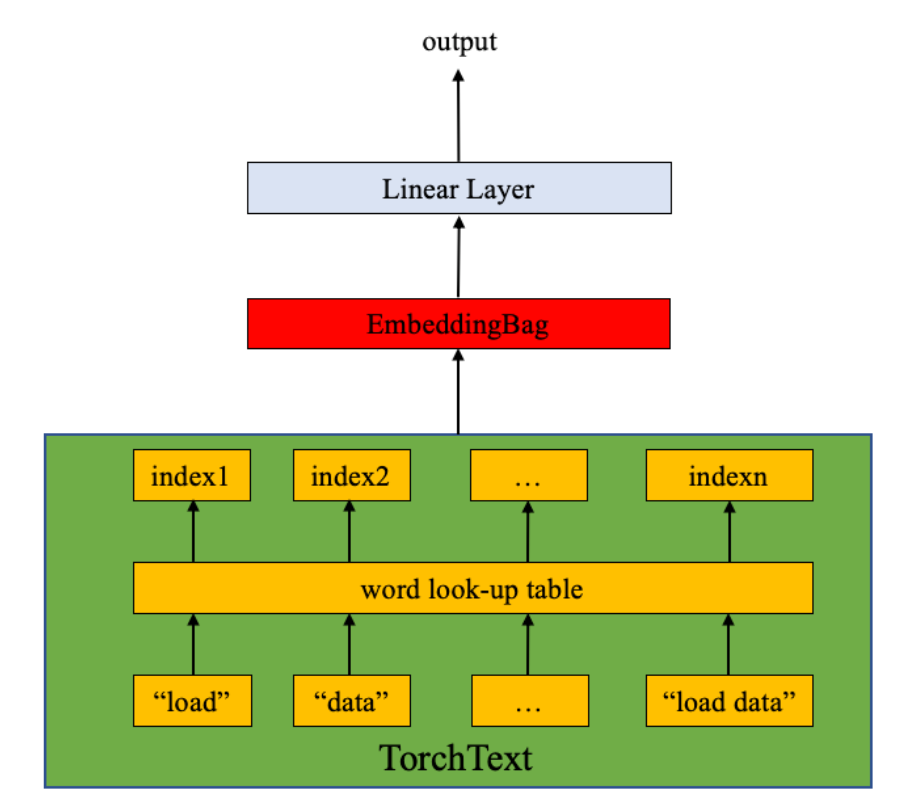 output
Linear Layer
EmbeddingBag
index1 index2 … indexn
word look-up table
“load” “data” … “load data”
TorchText